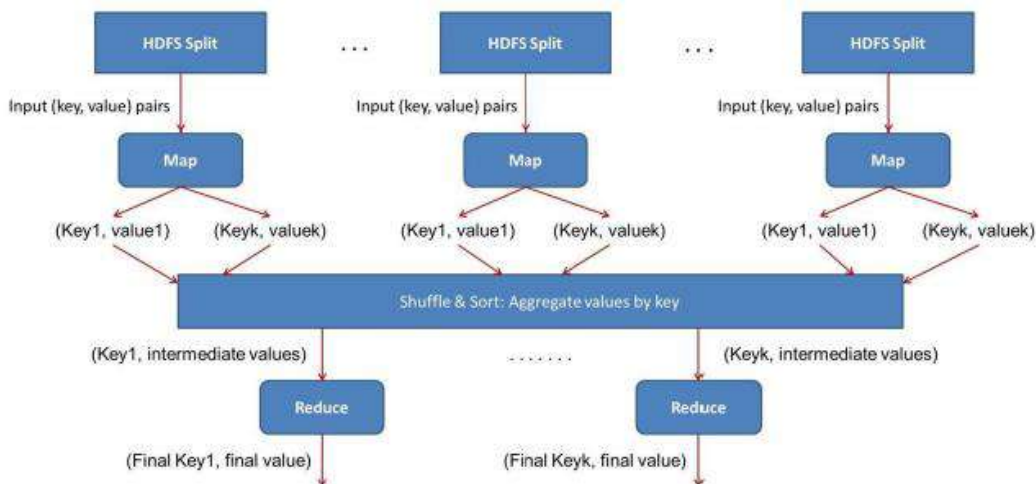 HDFS Split
. . .
HDFS Split
. . .
HDFS Split
Input (key, value) pairs
Input (key, value) pairs
Input (key, value) pairs
Map
Map
Map
(Key1, value1)
(Keyk, valuek)
(Key1, value1)
(Keyk, valuek)
(Key1, value1)
(Keyk, valuek)
Shuffle & Sort: Aggregate values by key
(Key1, intermediate values)
. . . . . . .
(Keyk, intermediate values)
Reduce
Reduce
(Final Key1, final value)
(Final Keyk, final value)